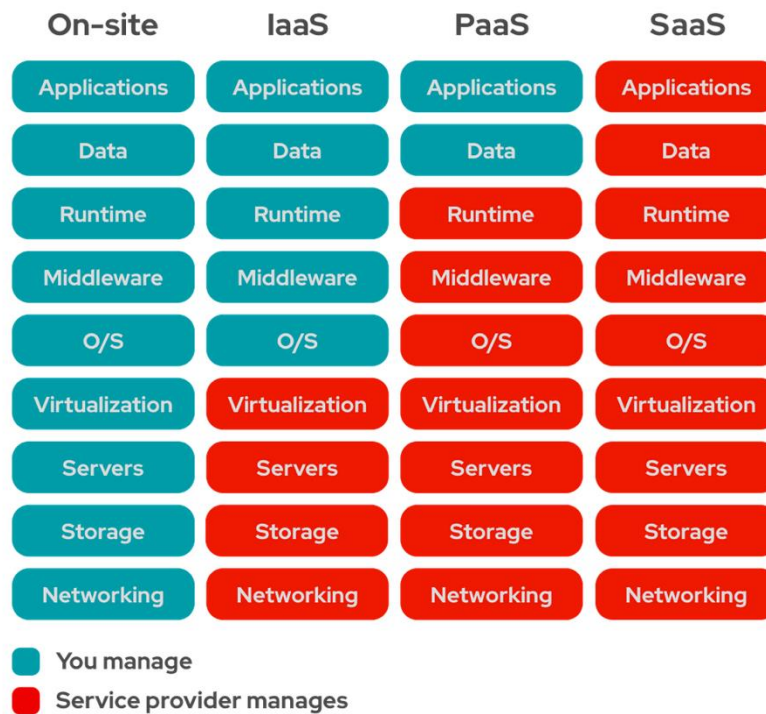 On-site IaaS PaaS SaaS
Applications Applications Applications Applications
Data Data Data Data
Runtime Runtime Runtime Runtime
Middleware Middleware Middleware Middleware
O/S O/S O/S O/S
Virtualization Virtualization Virtualization Virtualization
Servers Servers Servers Servers
Storage Storage Storage Storage
Networking Networking Networking Networking
You manage
Service provider manages